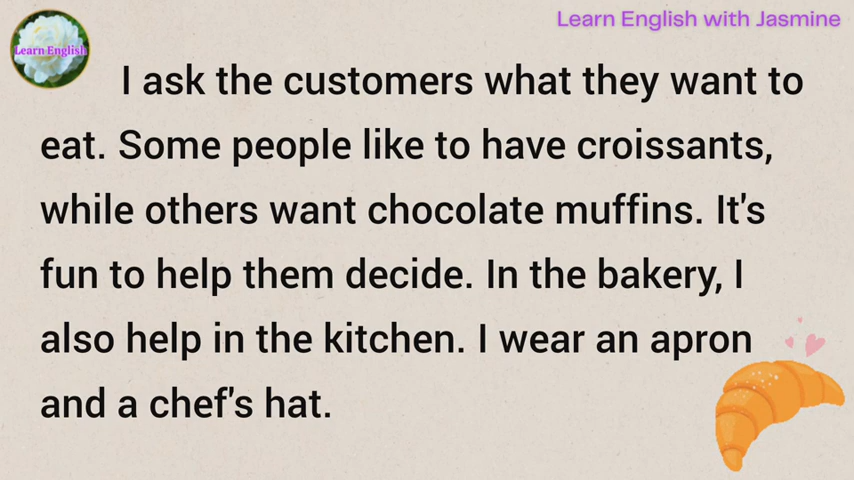 Learn English with Jasmine
Learn English
I ask the customers what they want to
eat. Some people like to have croissants,
while others want chocolate muffins. It's
fun to help them decide. In the bakery, I
also help in the kitchen. I wear an apron
and a chef's hat.